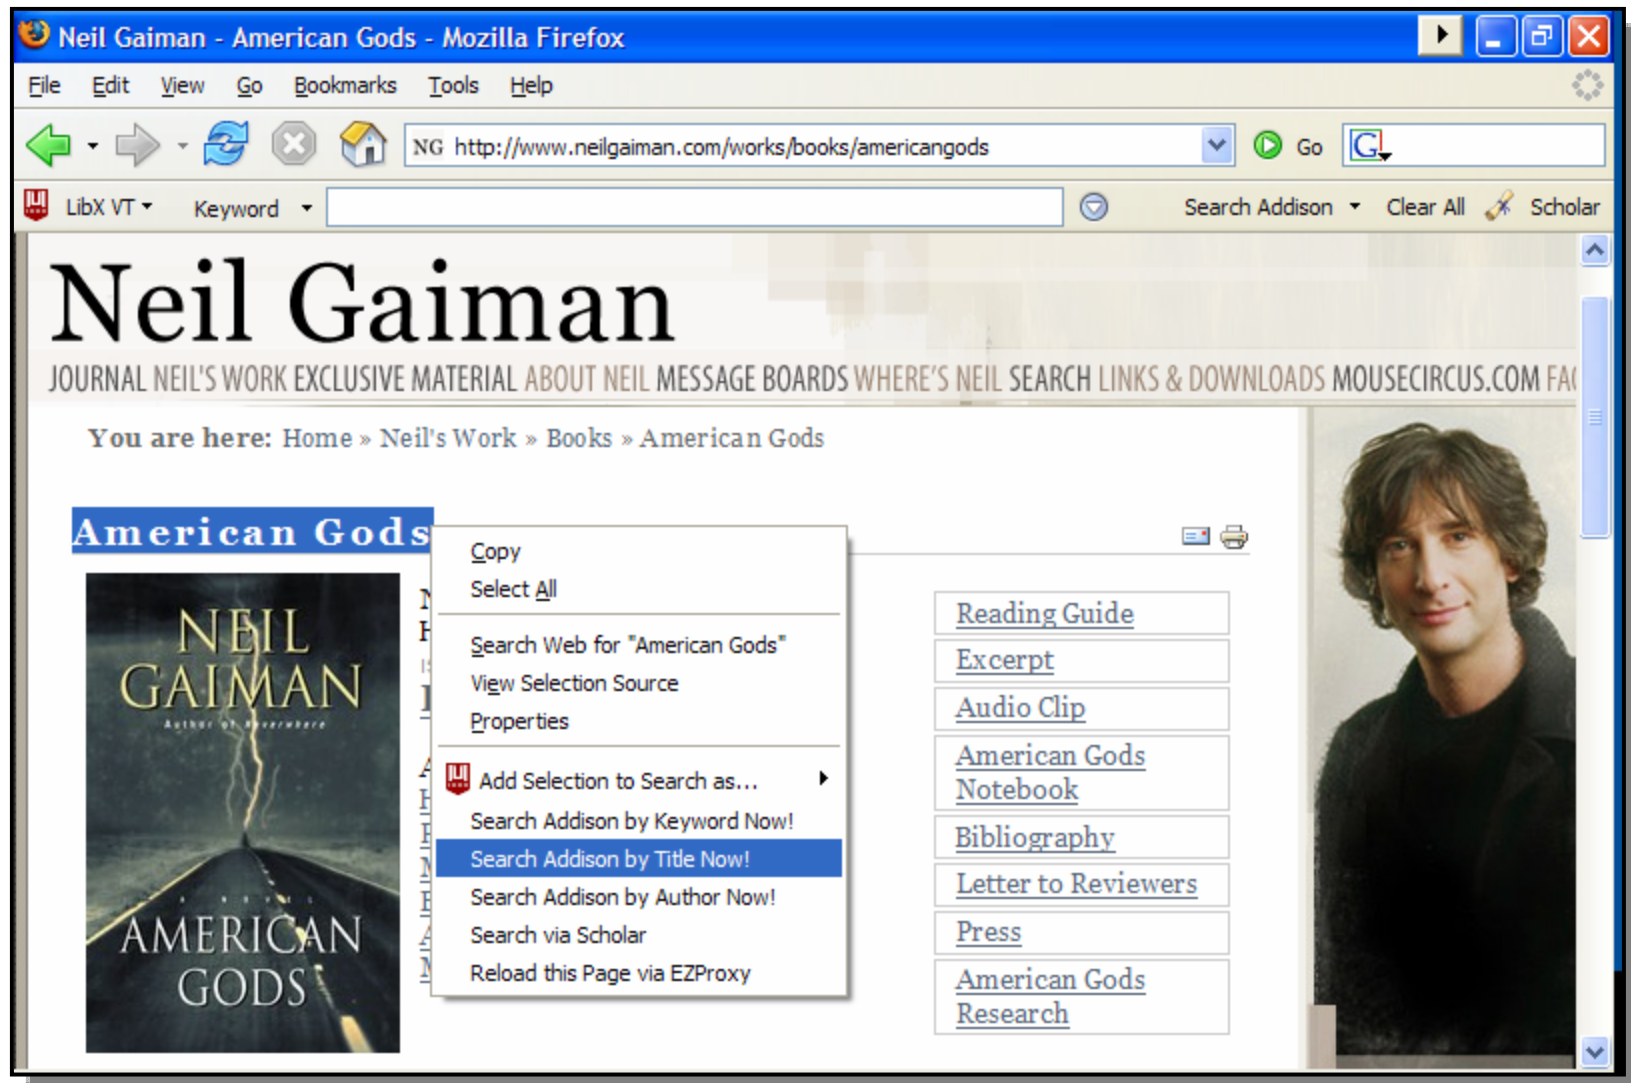 Neil Gaiman - American Gods - Mozilla Firefox
File Edit View Go Bookmarks Tools Help
NG http://www.neilgaiman.com/works/books/americangods Go G
LibX VT Keyword Search Addison Clear All Scholar
Neil Gaiman
JOURNAL NEIL'S WORK EXCLUSIVE MATERIAL ABOUT NEIL MESSAGE BOARDS WHERE'S NEIL SEARCH LINKS & DOWNLOADS MOUSECIRCUS.COM FAQ
You are here: Home » Neil's Work » Books » American Gods
American Gods
NEIL
GAIMAN
Author of Neverwhere
A NOVEL
AMERICAN
GODS
Copy
Select All
Search Web for "American Gods"
View Selection Source
Properties
Add Selection to Search as...
Search Addison by Keyword Now!
Search Addison by Title Now!
Search Addison by Author Now!
Search via Scholar
Reload this Page via EZProxy
Reading Guide
Excerpt
Audio Clip
American Gods
Notebook
Bibliography
Letter to Reviewers
Press
American Gods
Research